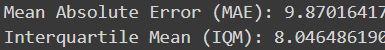 Mean Absolute Error (MAE): 9.87016417
Interquartile Mean (IQM): 8.046486190